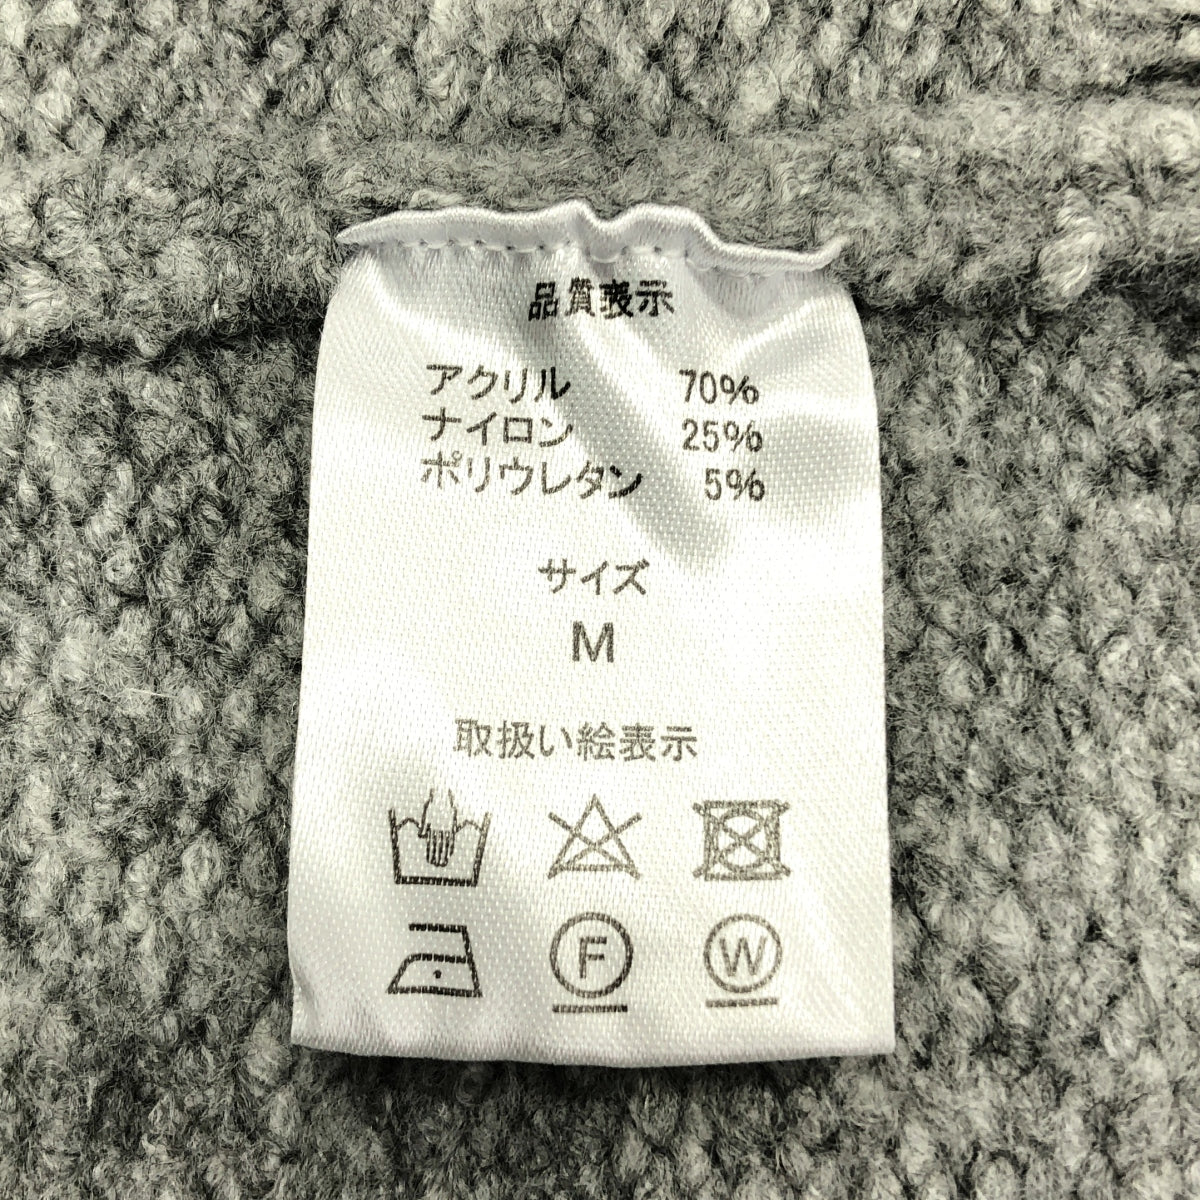 品質表示
アクリル 70%
ナイロン 25%
ポリウレタン 5%
サイズ
M
取扱い絵表示
F W